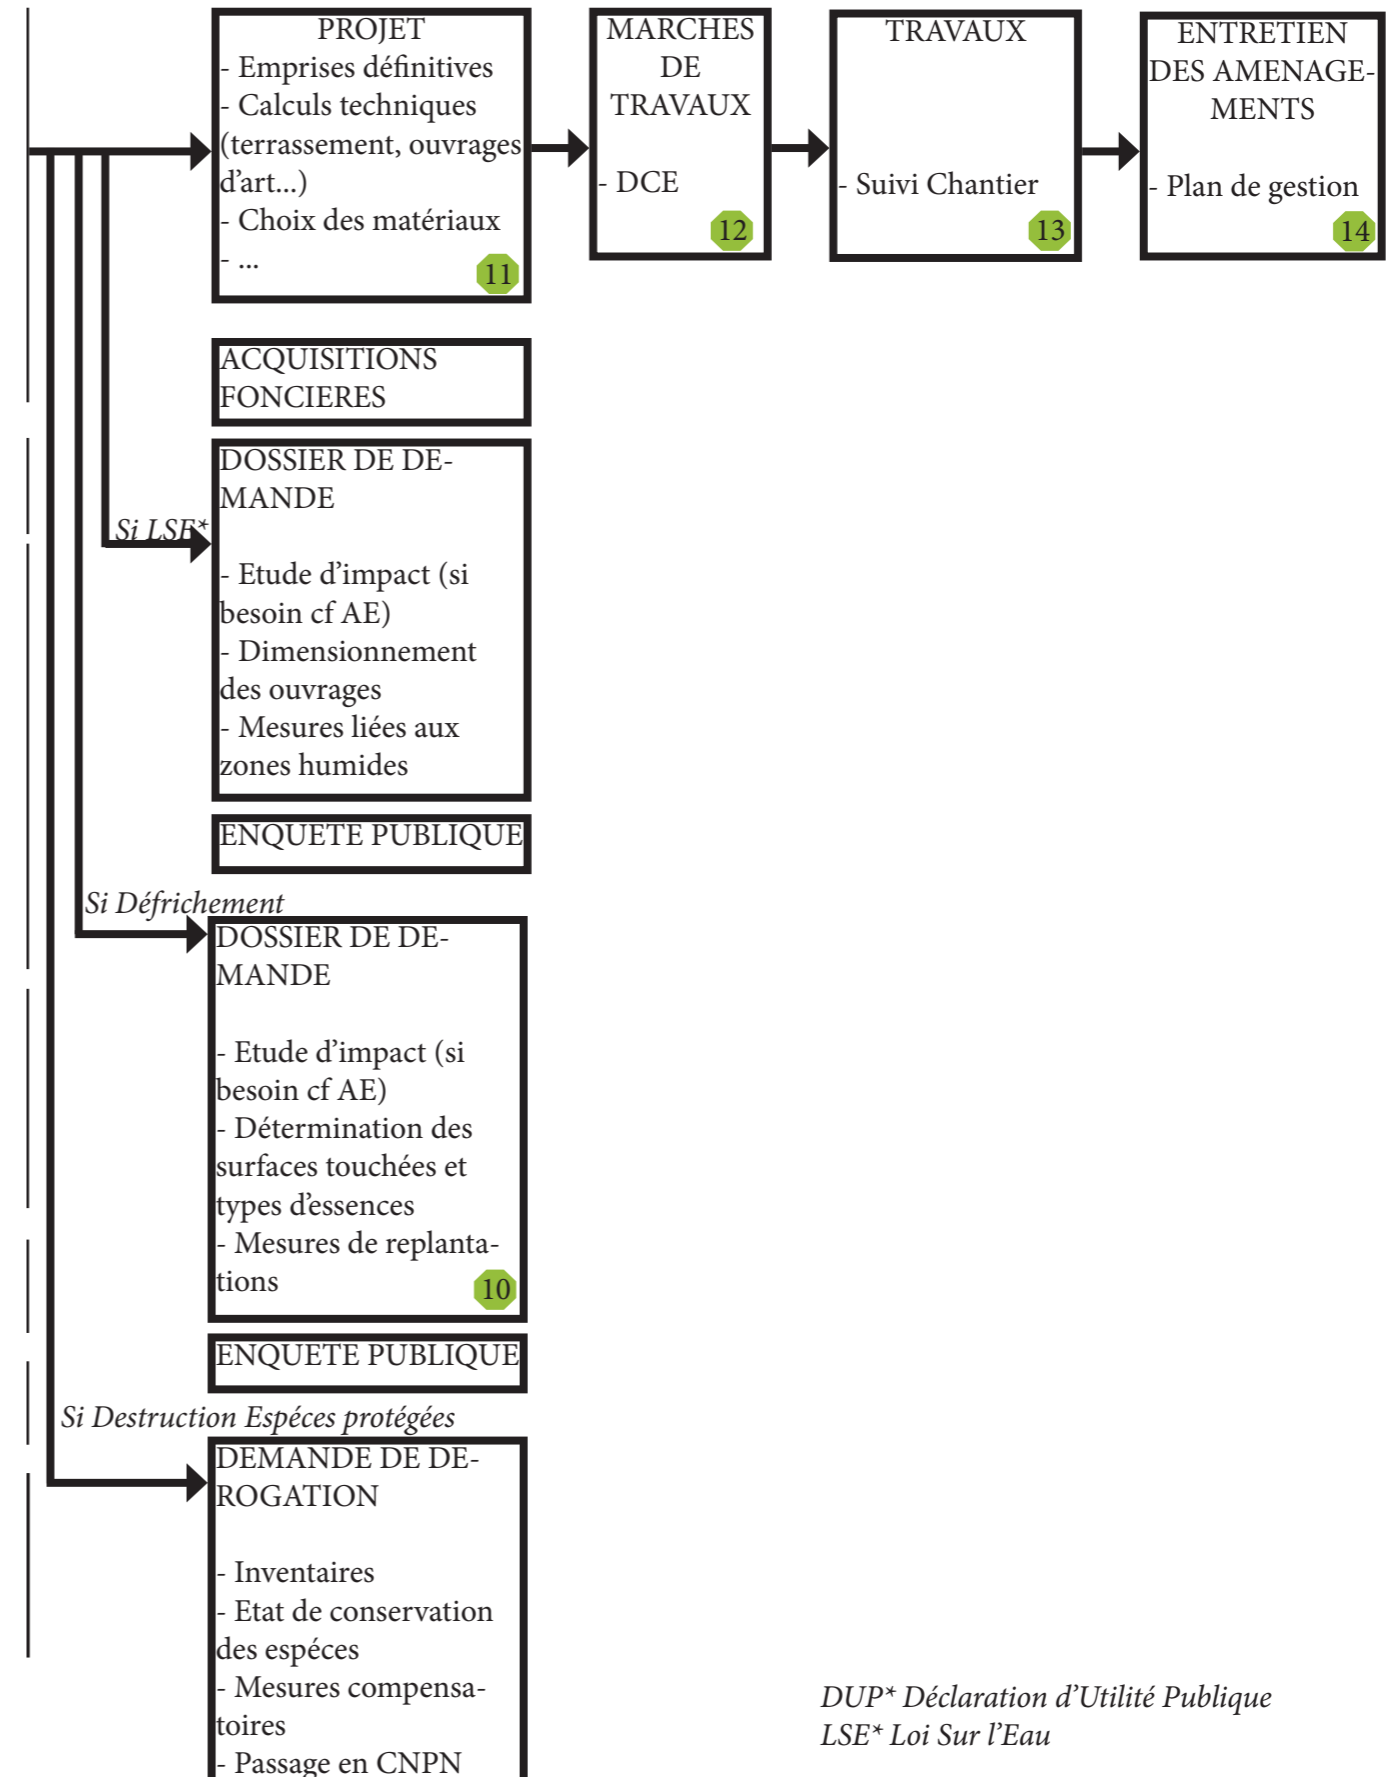 PROJET
- Emprises définitives
- Calculs techniques
(terrassement, ouvrages
d'art...)
- Choix des matériaux
- ...
11
MARCHES
DE
TRAVAUX
- DCE
12
TRAVAUX
- Suivi Chantier
13
ENTRETIEN
DES AMENAGE-
MENTS
- Plan de gestion
14
ACQUISITIONS
FONCIERES
Si LSE*
DOSSIER DE DE-
MANDE
- Etude d'impact (si
besoin cf AE)
- Dimensionnement
des ouvrages
- Mesures liées aux
zones humides
ENQUETE PUBLIQUE
Si Défrichement
DOSSIER DE DE-
MANDE
- Etude d'impact (si
besoin cf AE)
- Détermination des
surfaces touchées et
types d'essences
- Mesures de replanta-
tions
10
ENQUETE PUBLIQUE
Si Destruction Espéces protégées
DEMANDE DE DE-
ROGATION
- Inventaires
- Etat de conservation
des espéces
- Mesures compensa-
toires
- Passage en CNPN
DUP* Déclaration d'Utilité Publique
LSE* Loi Sur l'Eau